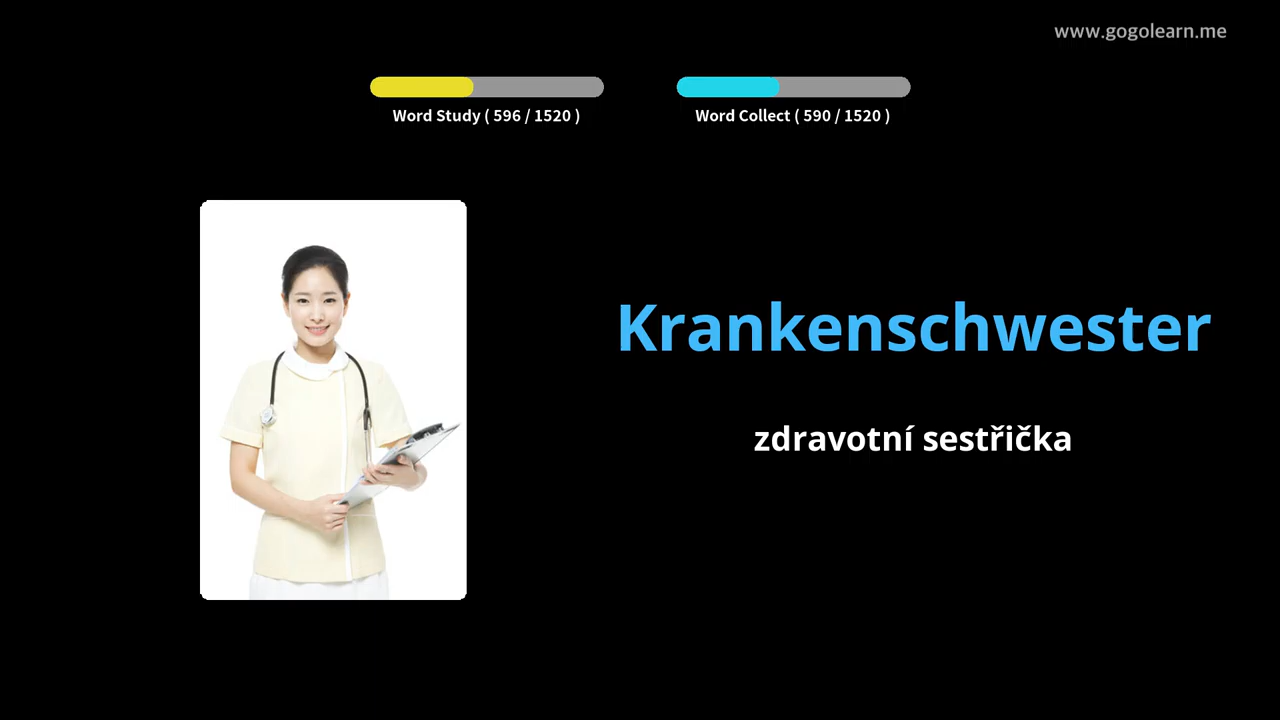 www.gogolearn.me
Word Study ( 596 / 1520 )
Word Collect ( 590 / 1520 )
Krankenschwester
zdravotní sestřička